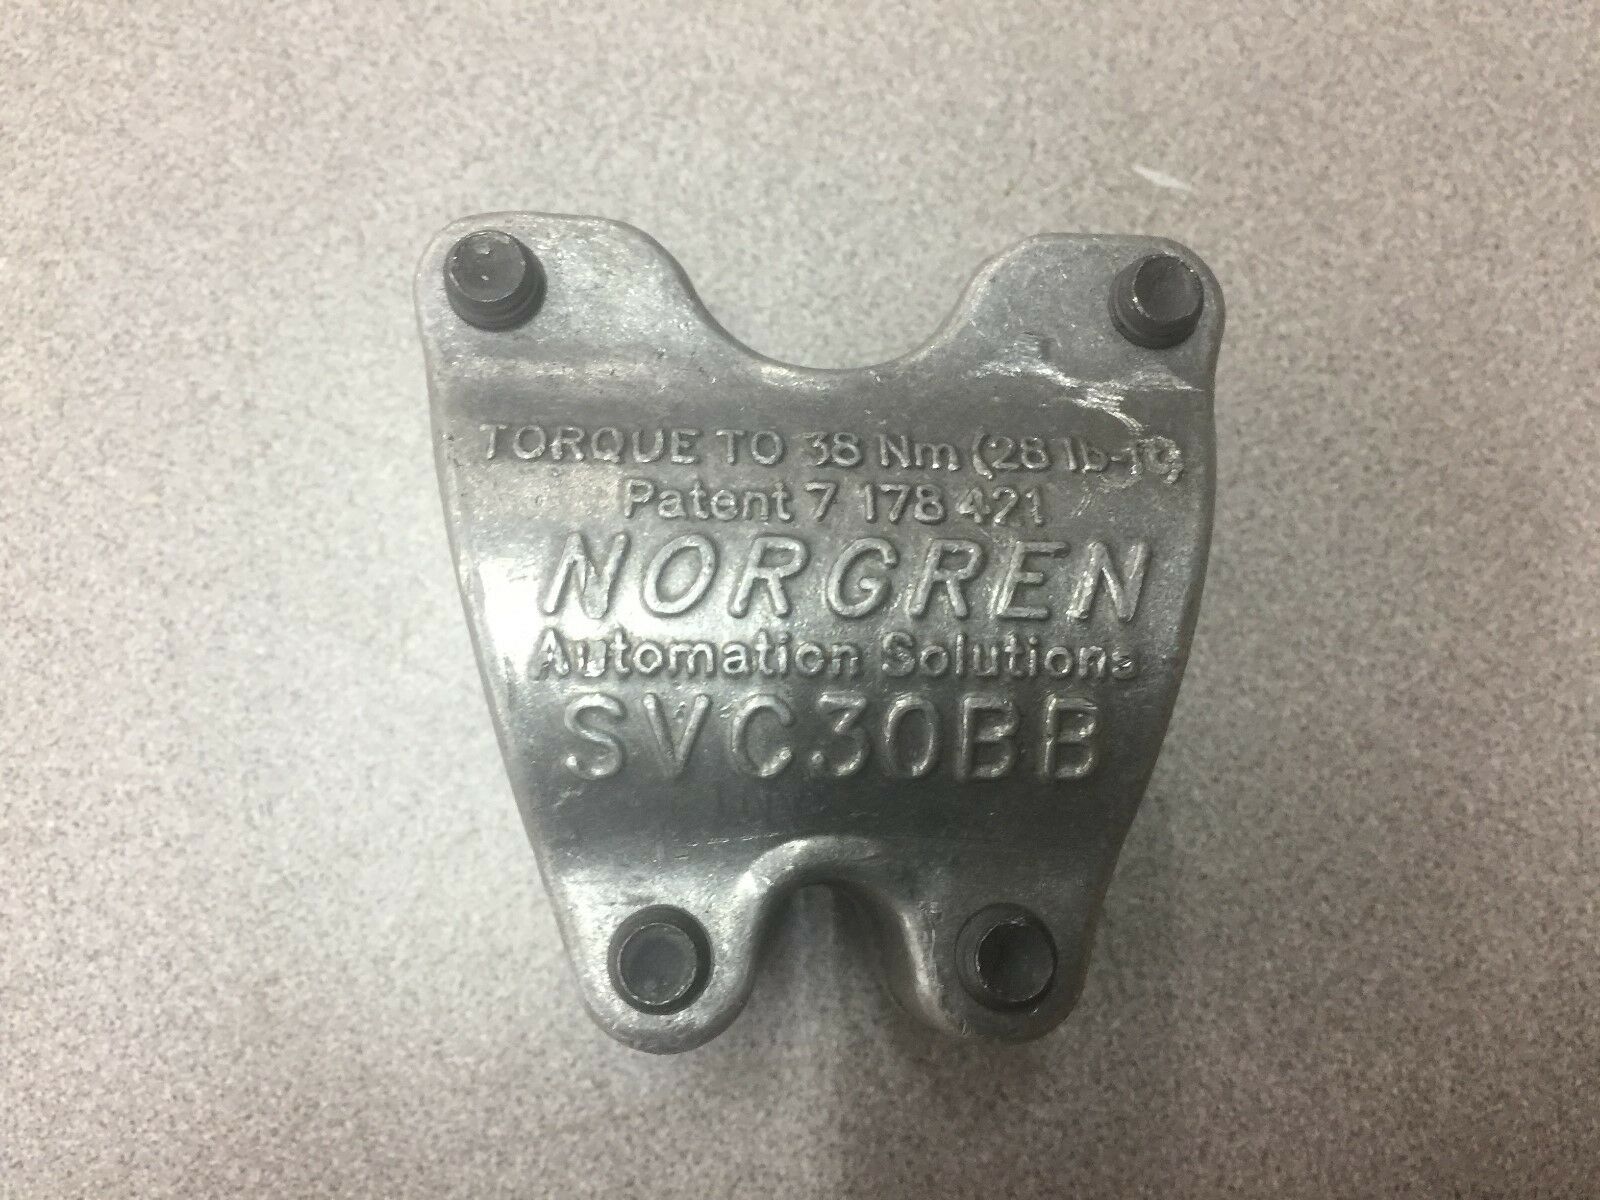 TORQUE TO 38 Nm (28 lb-ft)
Patent 7 178 421
NORGREN
Automation Solutions
SVC30BB